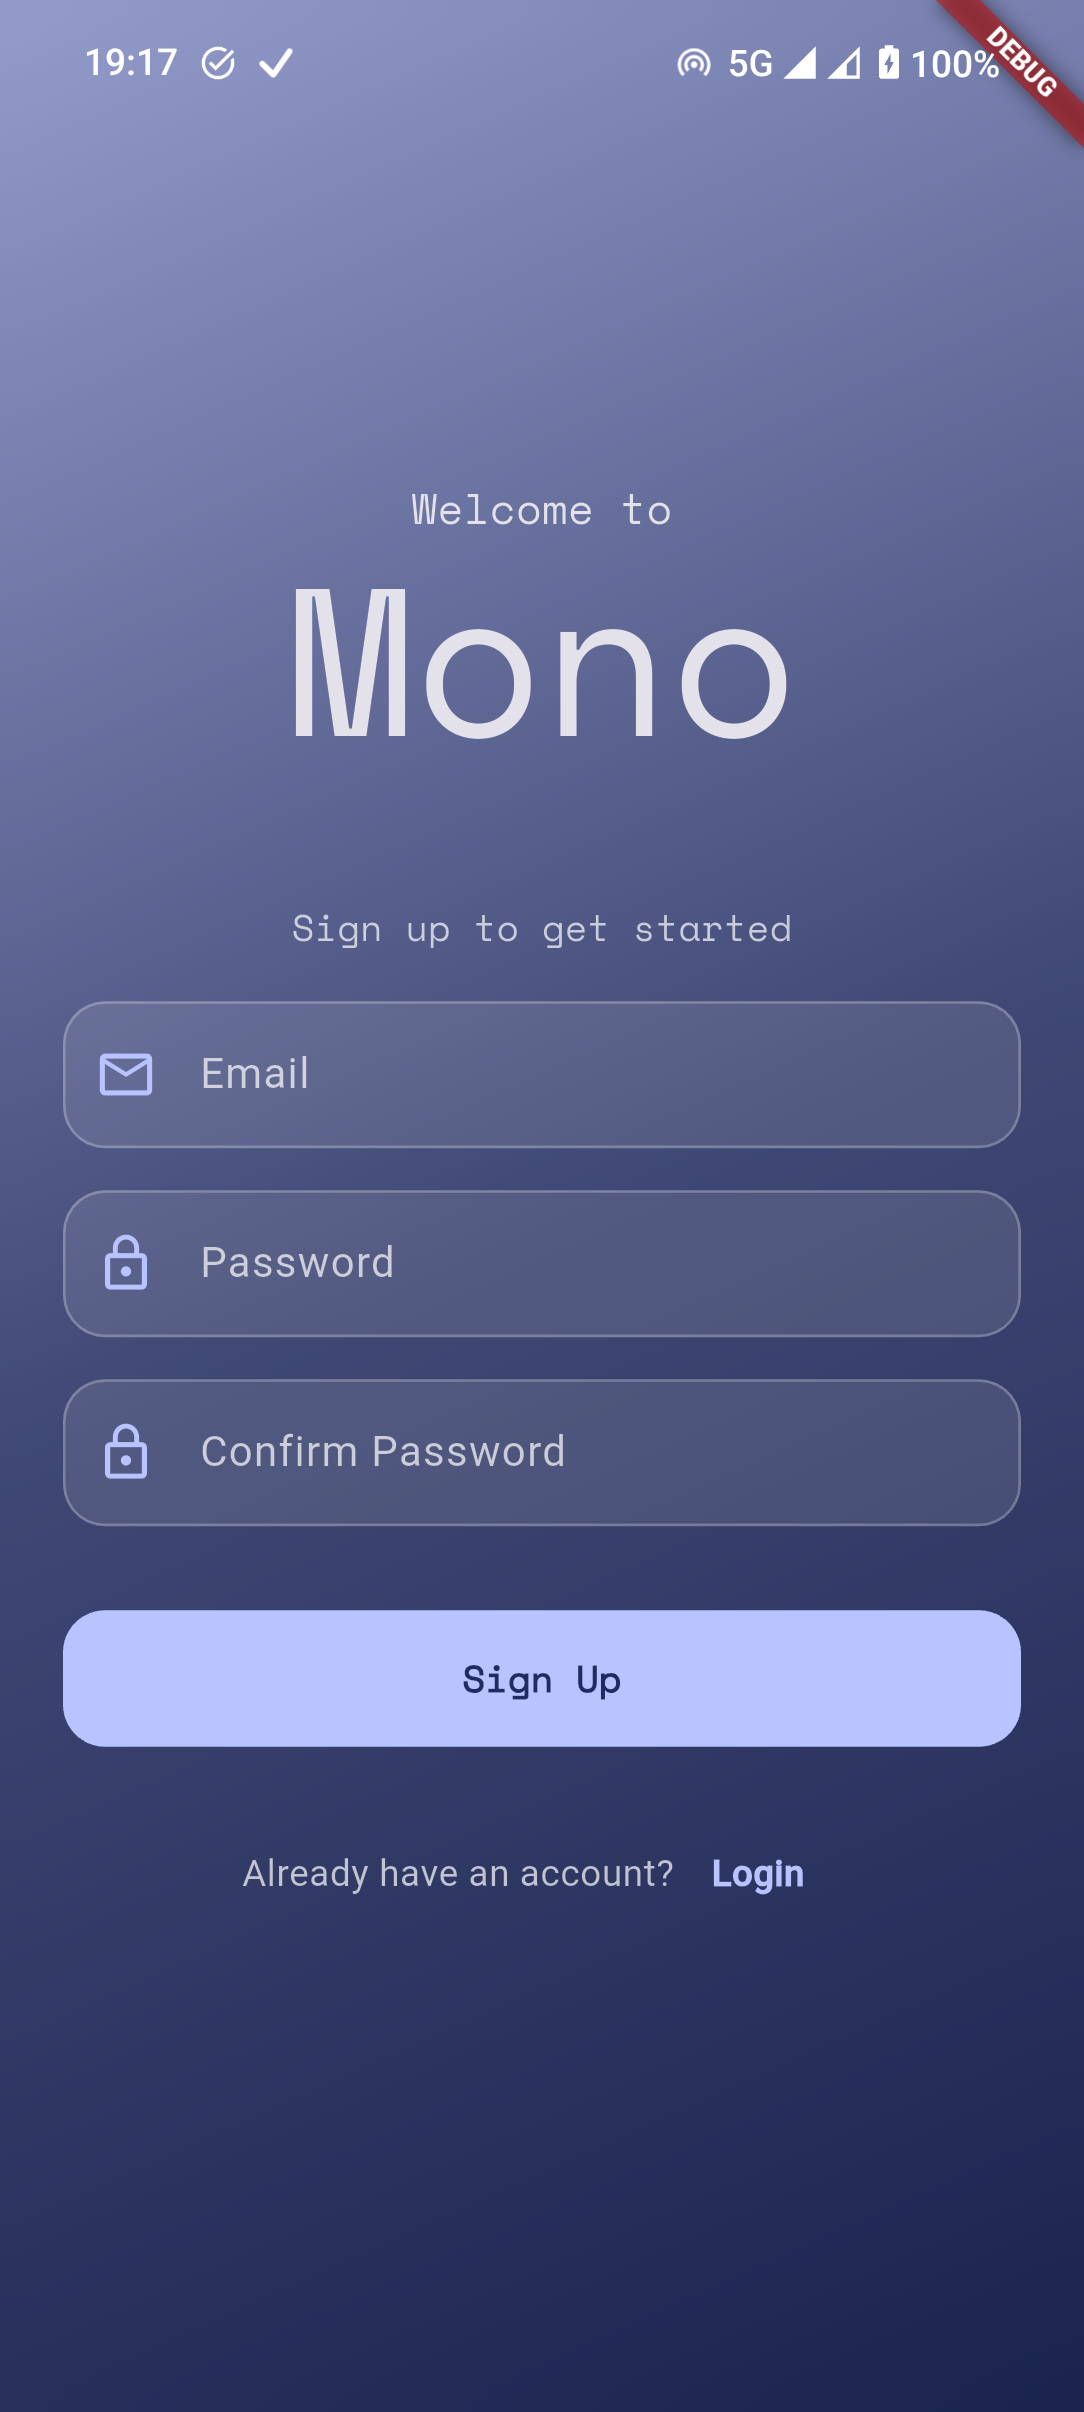 19:17 5G 100%
DEBUG
Welcome to
Mono
Sign up to get started
Email
Password
Confirm Password
Sign Up
Already have an account? Login